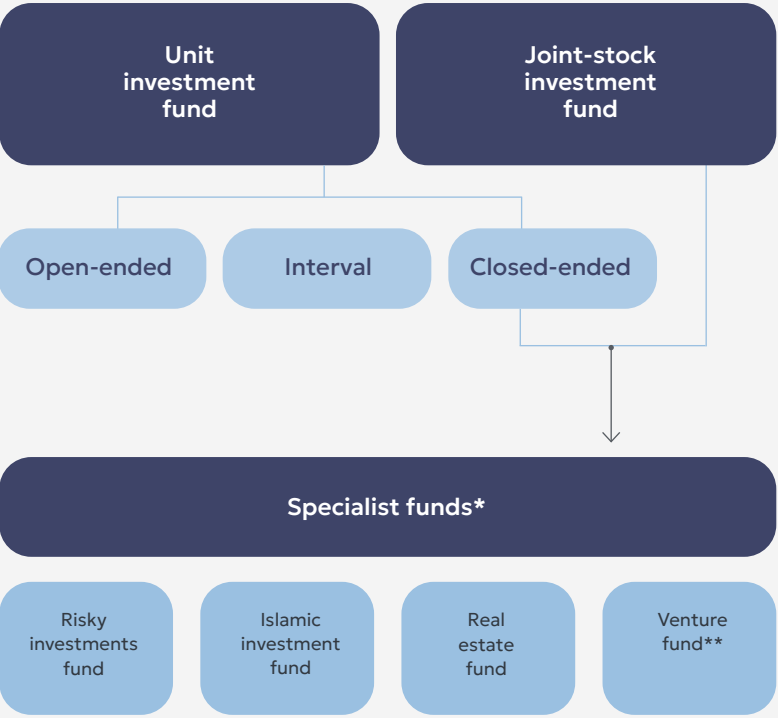 Unit
investment
fund
Joint-stock
investment
fund
Open-ended
Interval
Closed-ended
Specialist funds*
Risky
investments
fund
Islamic
investment
fund
Real
estate
fund
Venture
fund**